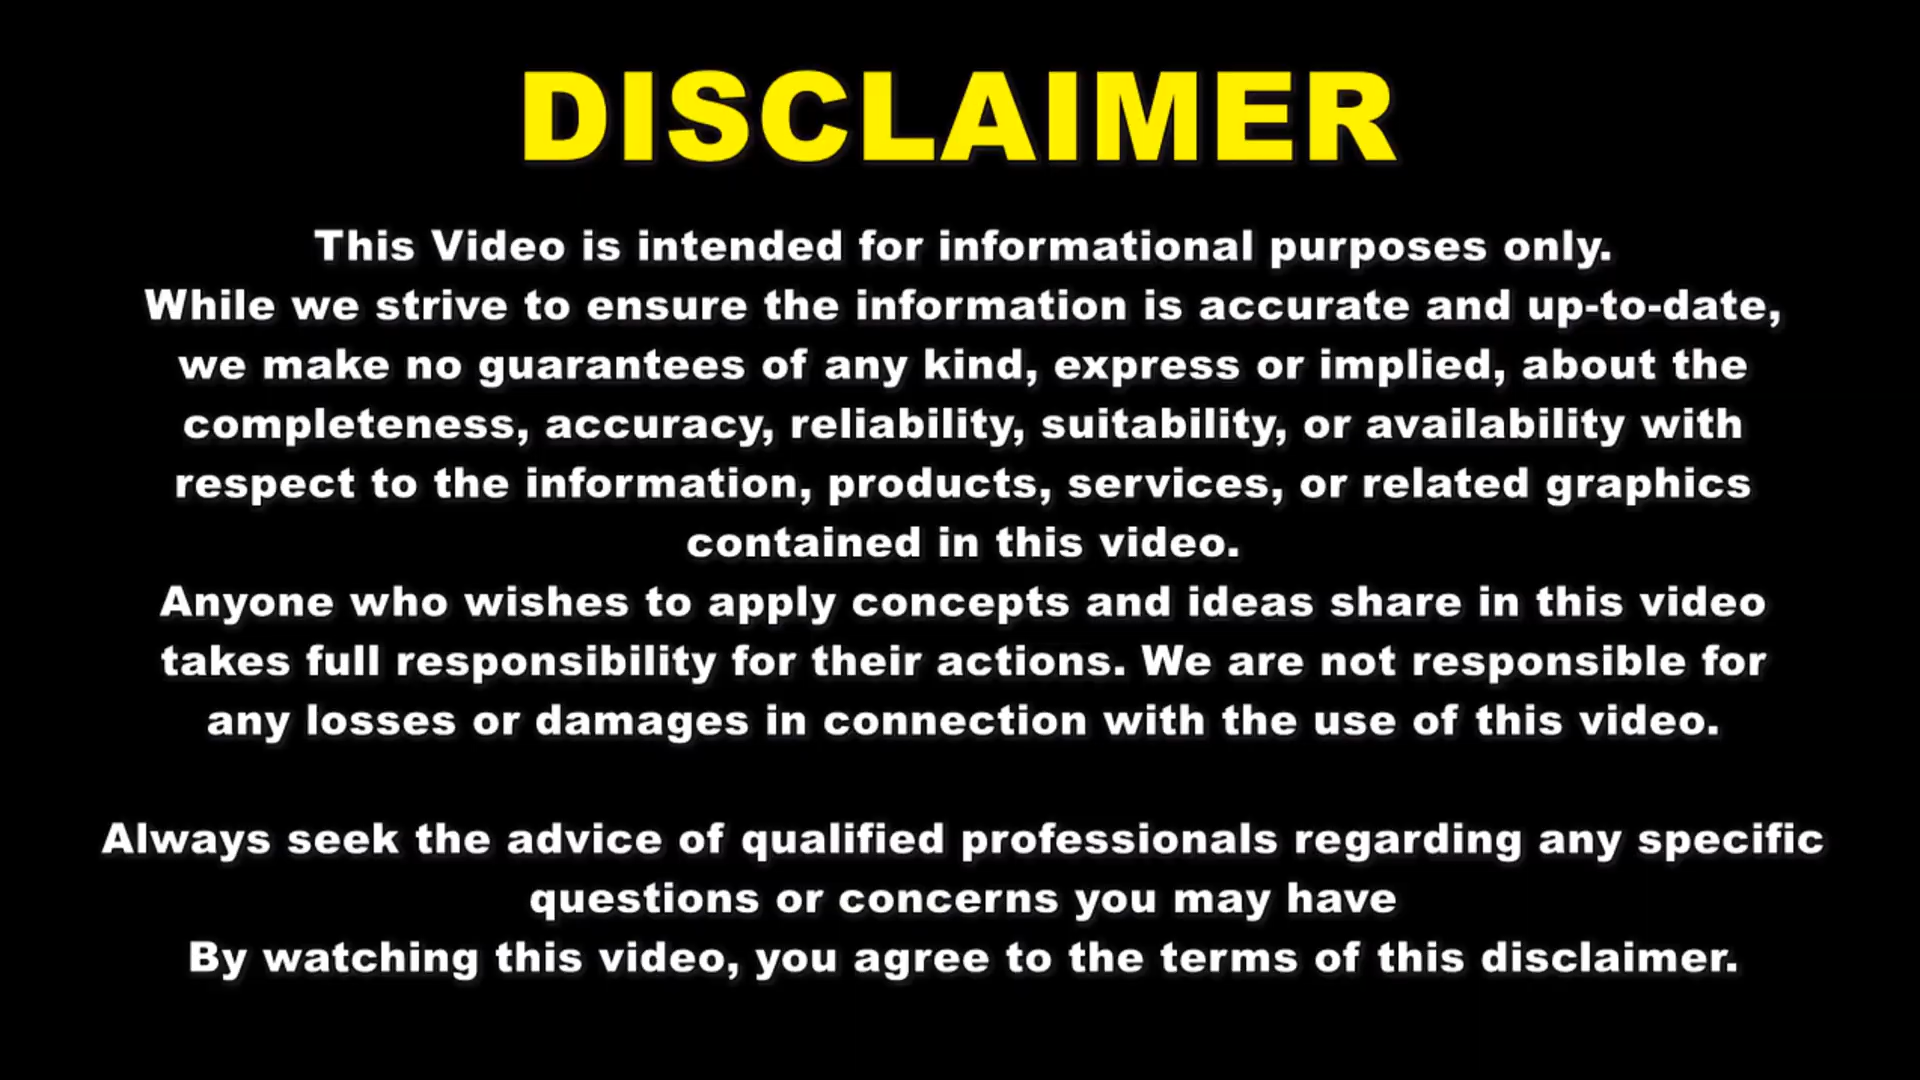 DISCLAIMER
This Video is intended for informational purposes only.
While we strive to ensure the information is accurate and up-to-date,
we make no guarantees of any kind, express or implied, about the
completeness, accuracy, reliability, suitability, or availability with
respect to the information, products, services, or related graphics
contained in this video.
Anyone who wishes to apply concepts and ideas share in this video
takes full responsibility for their actions. We are not responsible for
any losses or damages in connection with the use of this video.
Always seek the advice of qualified professionals regarding any specific
questions or concerns you may have
By watching this video, you agree to the terms of this disclaimer.